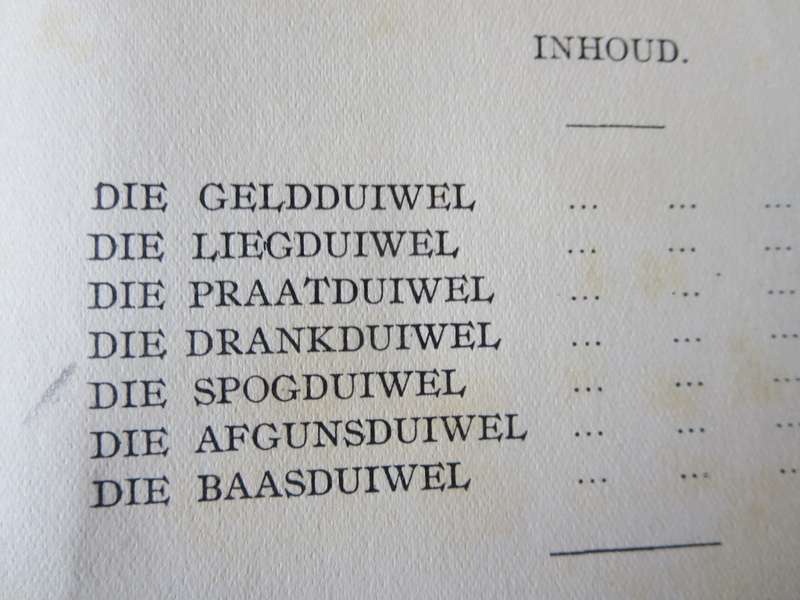 INHOUD.
DIE GELDDUIWEL ... ... ...
DIE LIEGDUIWEL ... ... ...
DIE PRAATDUIWEL ... ... ...
DIE DRANKDUIWEL ... ... ...
DIE SPOGDUIWEL ... ... ...
DIE AFGUNSDUIWEL ... ... ...
DIE BAASDUIWEL ... ... ...